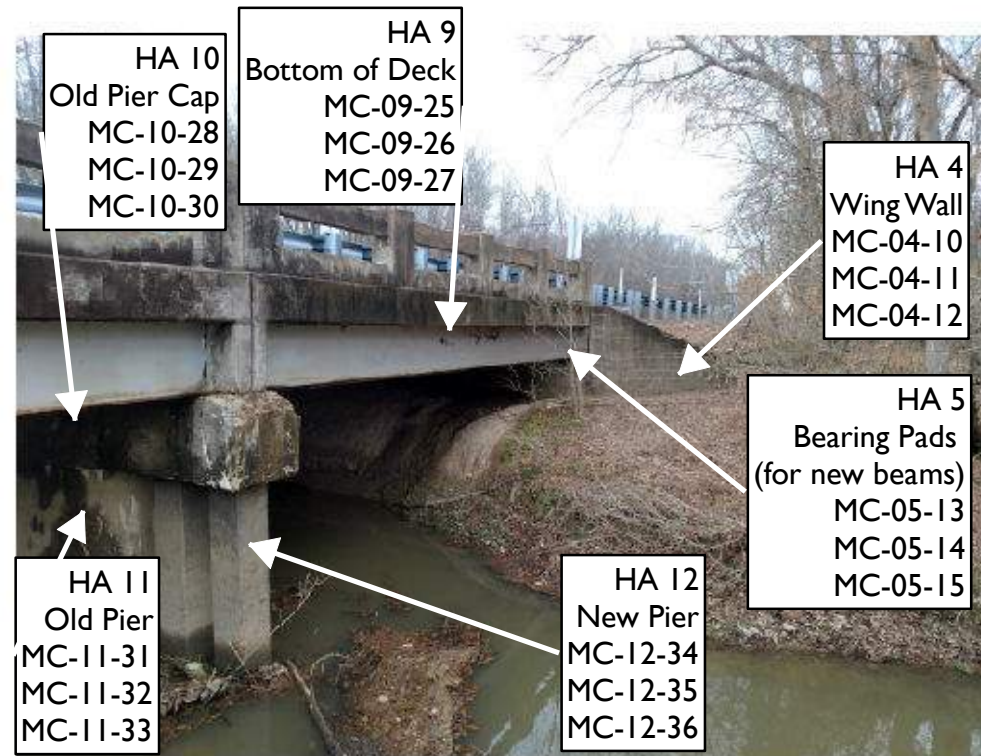 HA 10
Old Pier Cap
MC-10-28
MC-10-29
MC-10-30
HA 9
Bottom of Deck
MC-09-25
MC-09-26
MC-09-27
HA 4
Wing Wall
MC-04-10
MC-04-11
MC-04-12
HA 5
Bearing Pads
(for new beams)
MC-05-13
MC-05-14
MC-05-15
HA 11
Old Pier
MC-11-31
MC-11-32
MC-11-33
HA 12
New Pier
MC-12-34
MC-12-35
MC-12-36